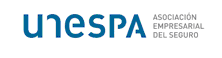 unespa
ASOCIACIÓN
EMPRESARIAL
DEL SEGURO